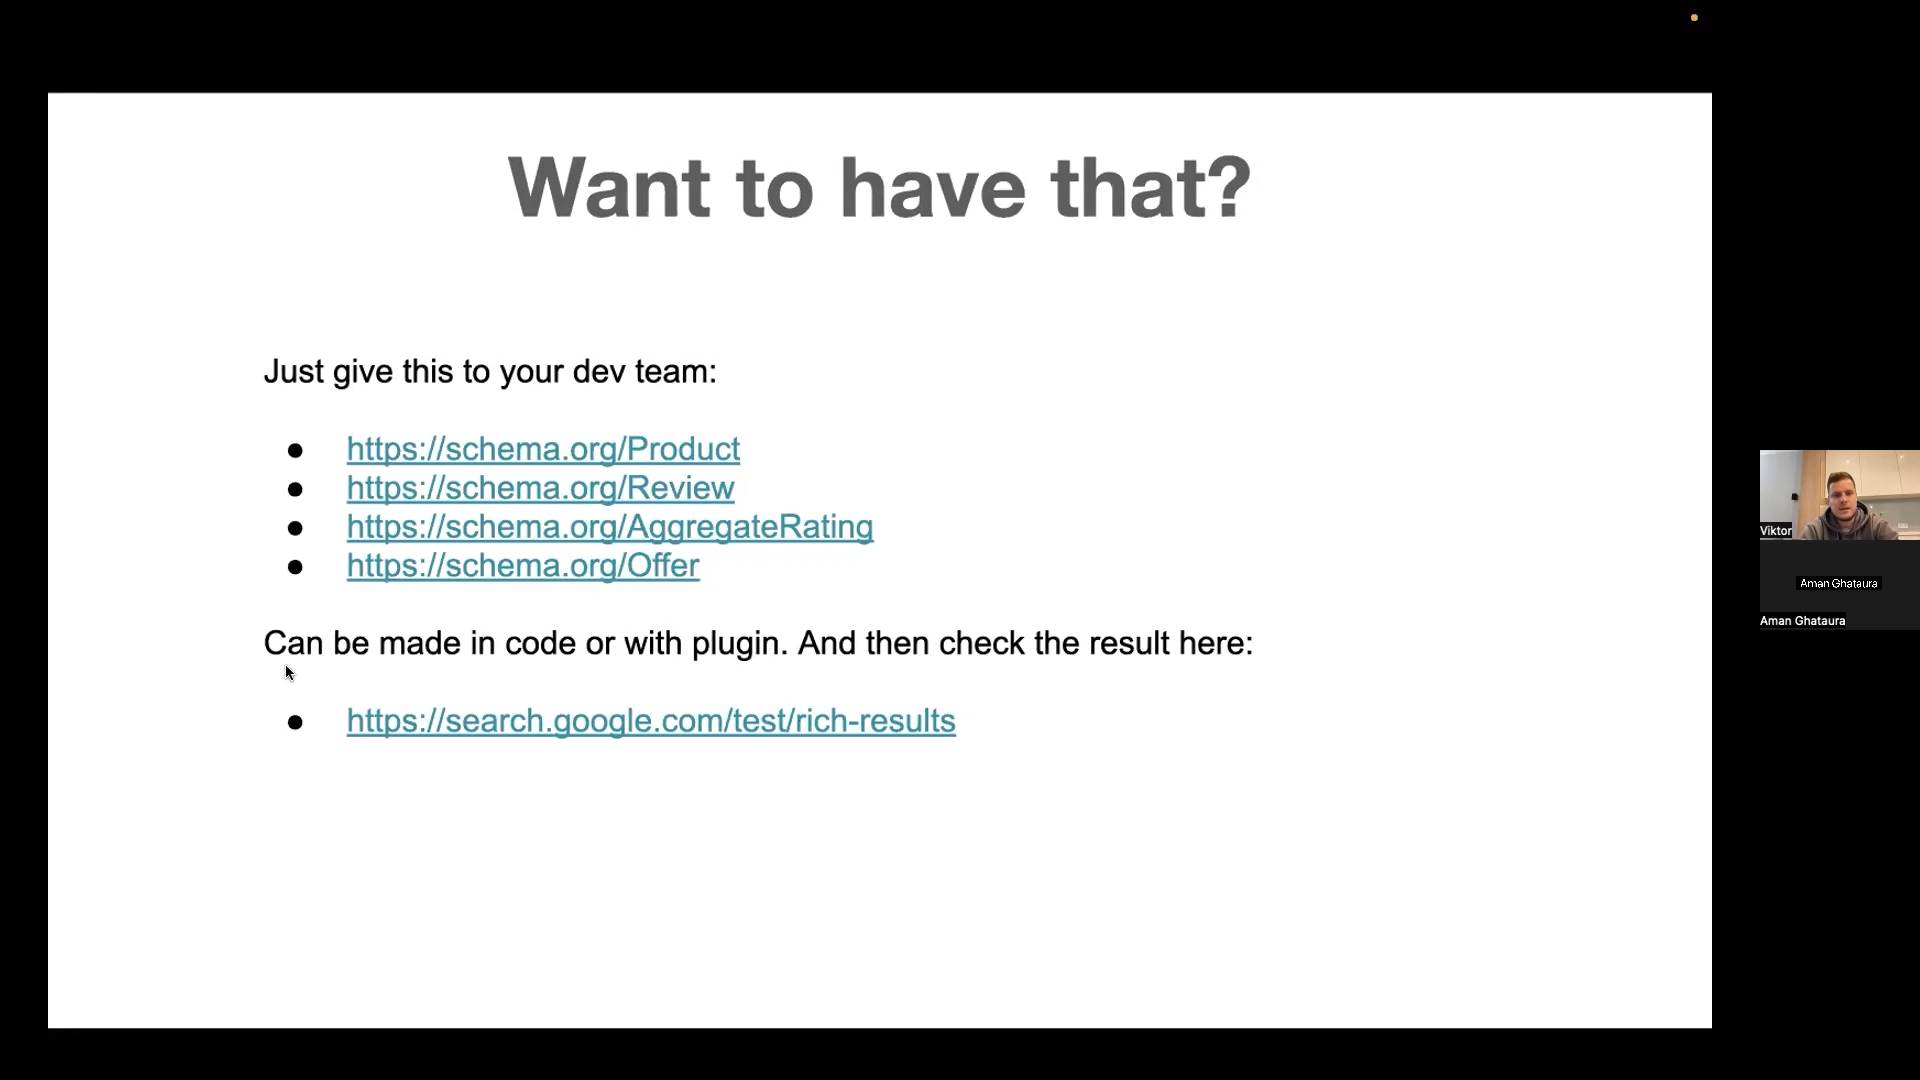 Want to have that?
Just give this to your dev team:
● https://schema.org/Product
● https://schema.org/Review
● https://schema.org/AggregateRating
● https://schema.org/Offer
Can be made in code or with plugin. And then check the result here:
● https://search.google.com/test/rich-results
Viktor
Aman Ghataura
Aman Ghataura